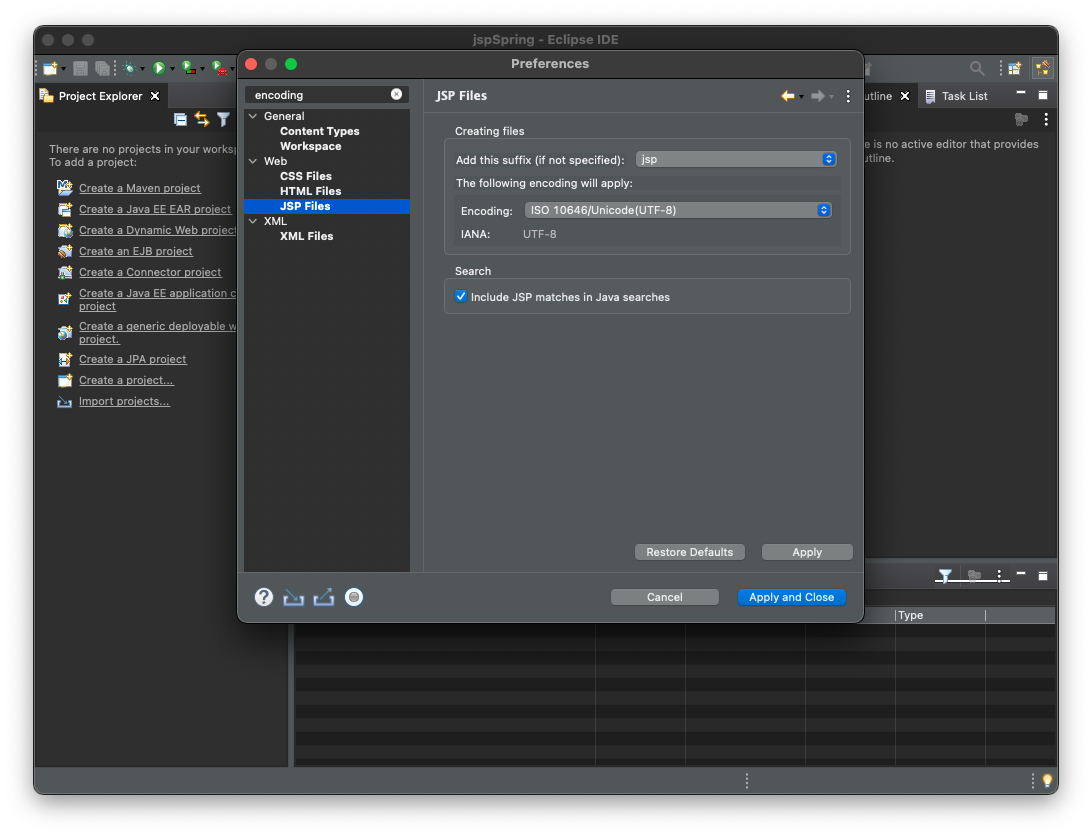 jspSpring - Eclipse IDE
Preferences
Project Explorer
There are no projects in your
To add a project:
Create a Maven project
Create a Java EE EAR project
Create a Dynamic Web project
Create an EJB project
Create a Connector project
Create a Java EE application
project
Create a generic deployable
project.
Create a JPA project
Create a project...
Import projects...
encoding
General
Content Types
Workspace
Web
CSS Files
HTML Files
JSP Files
XML
XML Files
JSP Files
Creating files
Add this suffix (if not specified):
jsp
The following encoding will apply:
Encoding:
ISO 10646/Unicode(UTF-8)
IANA:
UTF-8
Search
Include JSP matches in Java searches
Restore Defaults
Apply
Cancel
Apply and Close
Task List
is no active editor that provides
Type